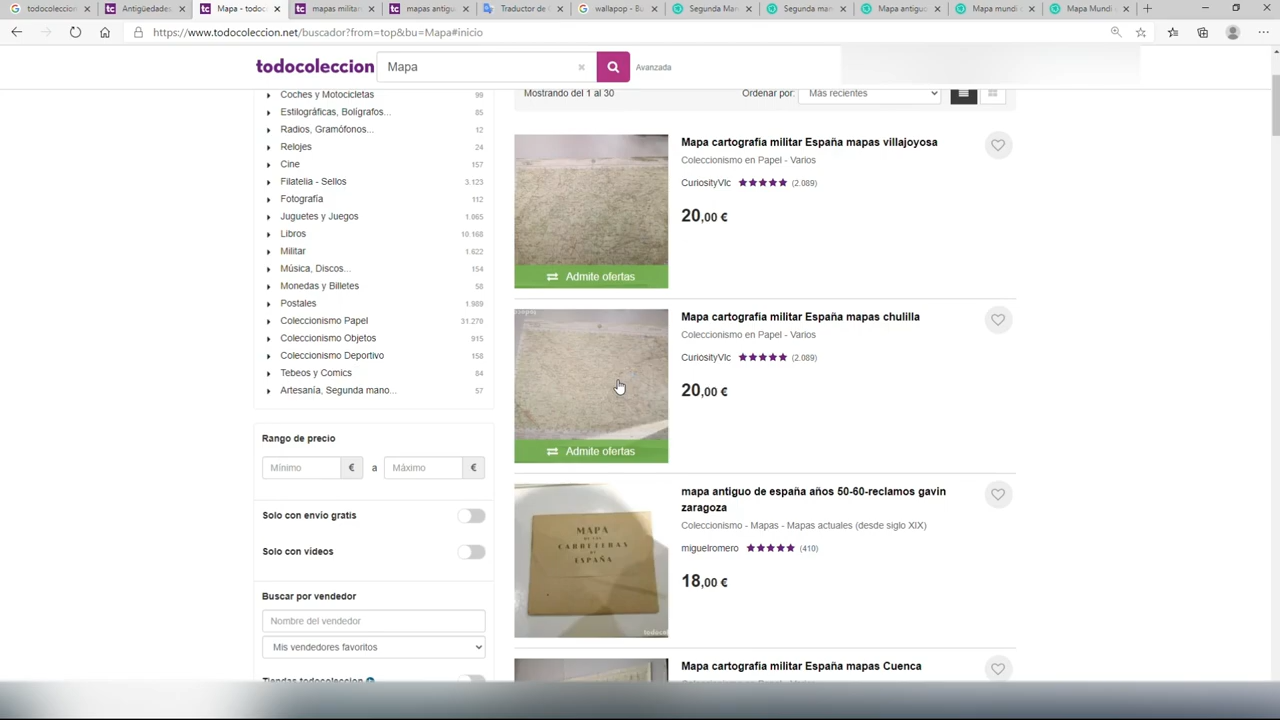 todocoleccion
Antigüedades
Mapa - todoc
mapas militar
mapas antigu
Traductor de
wallapop - Bu
Segunda Man
Segunda man
Mapa antiguo
Mapa mundi
Mapa Mundi
https://www.todocoleccion.net/buscador?from=top&bu=Mapa#inicio
todocoleccion
Mapa
Avanzada
Coches y Motocicletas 99
Estilográficas, Bolígrafos... 85
Radios, Gramófonos... 12
Relojes 24
Cine 157
Filatelia - Sellos 3.123
Fotografía 112
Juguetes y Juegos 1.065
Libros 10.168
Militar 1.622
Música, Discos... 154
Monedas y Billetes 58
Postales 1.989
Coleccionismo Papel 31.270
Coleccionismo Objetos 915
Coleccionismo Deportivo 158
Tebeos y Comics 84
Artesanía, Segunda mano... 57
Rango de precio
Mínimo € a Máximo €
Solo con envío gratis
Solo con videos
Buscar por vendedor
Nombre del vendedor
Mis vendedores favoritos
Tiendas todocoleccion
Mostrando del 1 al 30
Ordenar por: Más recientes
Mapa cartografia militar España mapas villajoyosa
Coleccionismo en Papel - Varios
CuriosityVlc ★★★★★ (2.089)
20,00 €
Admite ofertas
Mapa cartografia militar España mapas chulilla
Coleccionismo en Papel - Varios
CuriosityVlc ★★★★★ (2.089)
20,00 €
Admite ofertas
mapa antiguo de españa años 50-60-reclamos gavin
zaragoza
Coleccionismo - Mapas - Mapas actuales (desde siglo XIX)
miguelromero ★★★★★ (410)
18,00 €
MAPA
DE LAS
CARRETERAS
DE
ESPAÑA
todocol
Mapa cartografia militar España mapas Cuenca